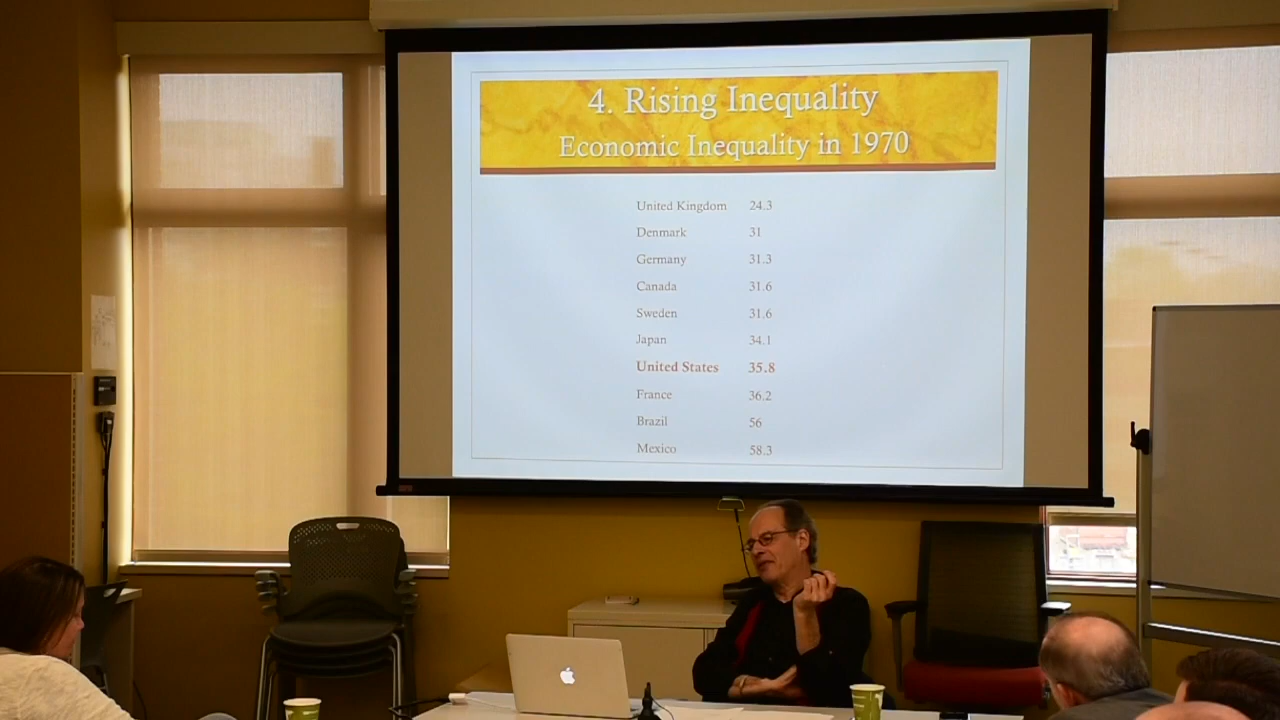 4. Rising Inequality
Economic Inequality in 1970
United Kingdom 24.3
Denmark 31
Germany 31.3
Canada 31.6
Sweden 31.6
Japan 34.1
United States 35.8
France 36.2
Brazil 56
Mexico 58.3